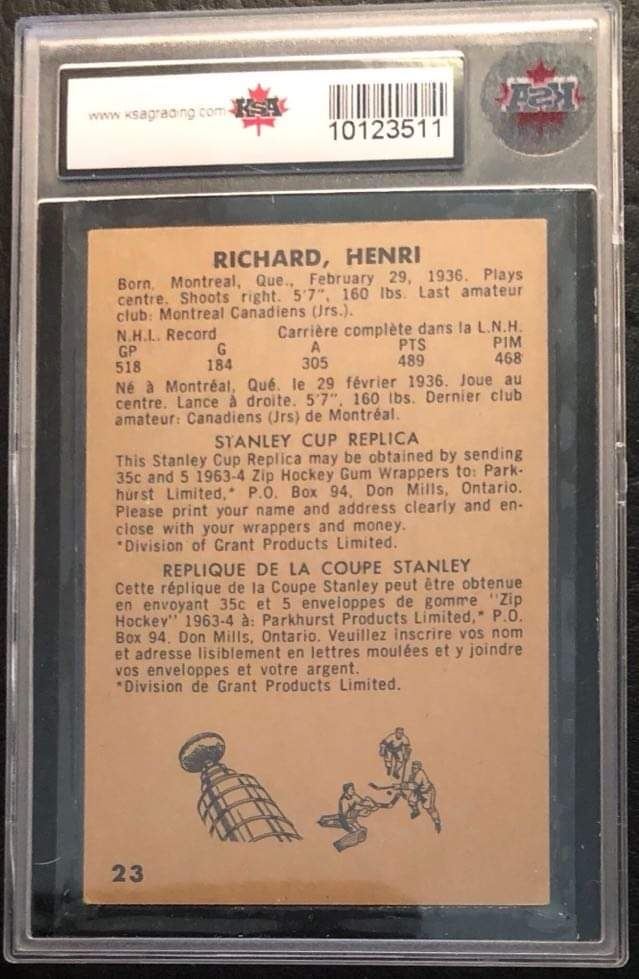 www.ksagrading.com KSA
10123511
KSA
RICHARD, HENRI
Born, Montreal, Que., February 29, 1936. Plays
centre. Shoots right. 5'7", 160 lbs. Last amateur
club: Montreal Canadiens (Jrs.).
N.H.L. Record Carrière complète dans la L.N.H.
GP G A PTS PIM
518 184 305 489 468
Né à Montréal, Qué. le 29 février 1936. Joue au
centre. Lance à droite. 5'7". 160 lbs. Dernier club
amateur: Canadiens (Jrs) de Montréal.
STANLEY CUP REPLICA
This Stanley Cup Replica may be obtained by sending
35c and 5 1963-4 Zip Hockey Gum Wrappers to: Park-
hurst Limited,* P.O. Box 94, Don Mills, Ontario.
Please print your name and address clearly and en-
close with your wrappers and money.
*Division of Grant Products Limited.
REPLIQUE DE LA COUPE STANLEY
Cette réplique de la Coupe Stanley peut être obtenue
en envoyant 35c et 5 enveloppes de gomme "Zip
Hockey" 1963-4 à: Parkhurst Products Limited,* P.O.
Box 94, Don Mills, Ontario. Veuillez inscrire vos nom
et adresse lisiblement en lettres moulées et y joindre
vos enveloppes et votre argent.
*Division de Grant Products Limited.
23